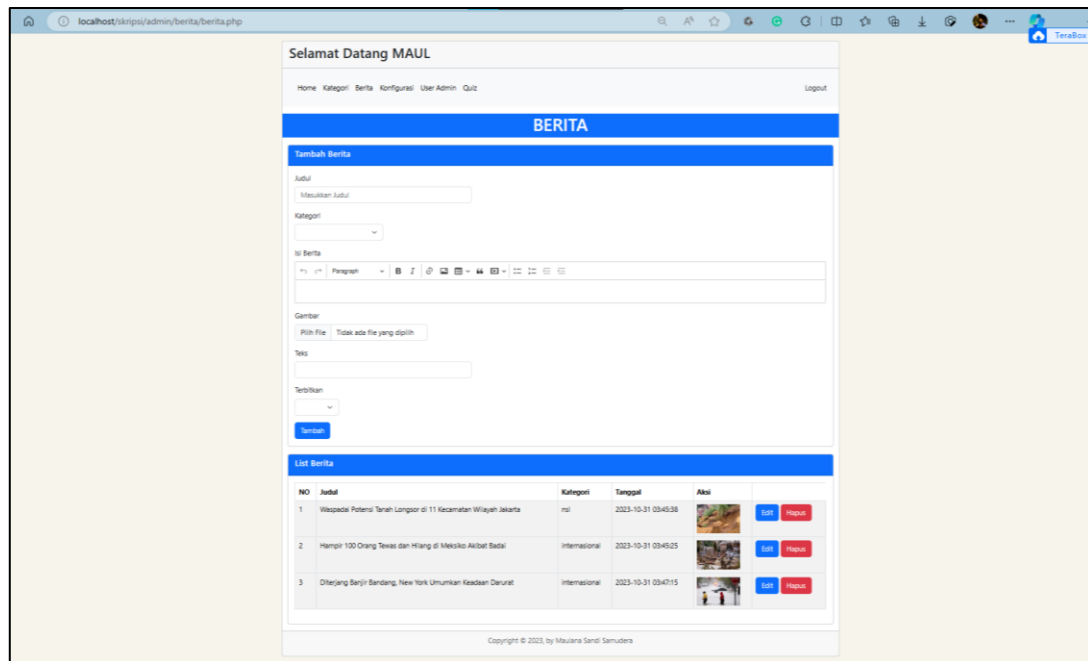 localhost/skripsi/admin/berita/berita.php
TeraBox
Selamat Datang MAUL
Home Kategori Berita Konfigurasi User Admin Quiz Logout
BERITA
Tambah Berita
Judul
Masukkan Judul
Kategori
Isi Berita
Paragraph
Gambar
Pilih File Tidak ada file yang dipilih
Teks
Terbitkan
Tambah
List Berita
NO Judul Kategori Tanggal Aksi
1 Waspadai Potensi Tanah Longsor di 11 Kecamatan Wilayah Jakarta 2023-10-31 03:45:38 Edit Hapus
2 Hampir 100 Orang Tewas dan Hilang di Meksiko Akibat Badai internasional 2023-10-31 03:45:25 Edit Hapus
3 Diterjang Banjir Bandang, New York Umumkan Keadaan Darurat internasional 2023-10-31 03:47:15 Edit Hapus
Copyright © 2023, by Maulana Sandi Samudera